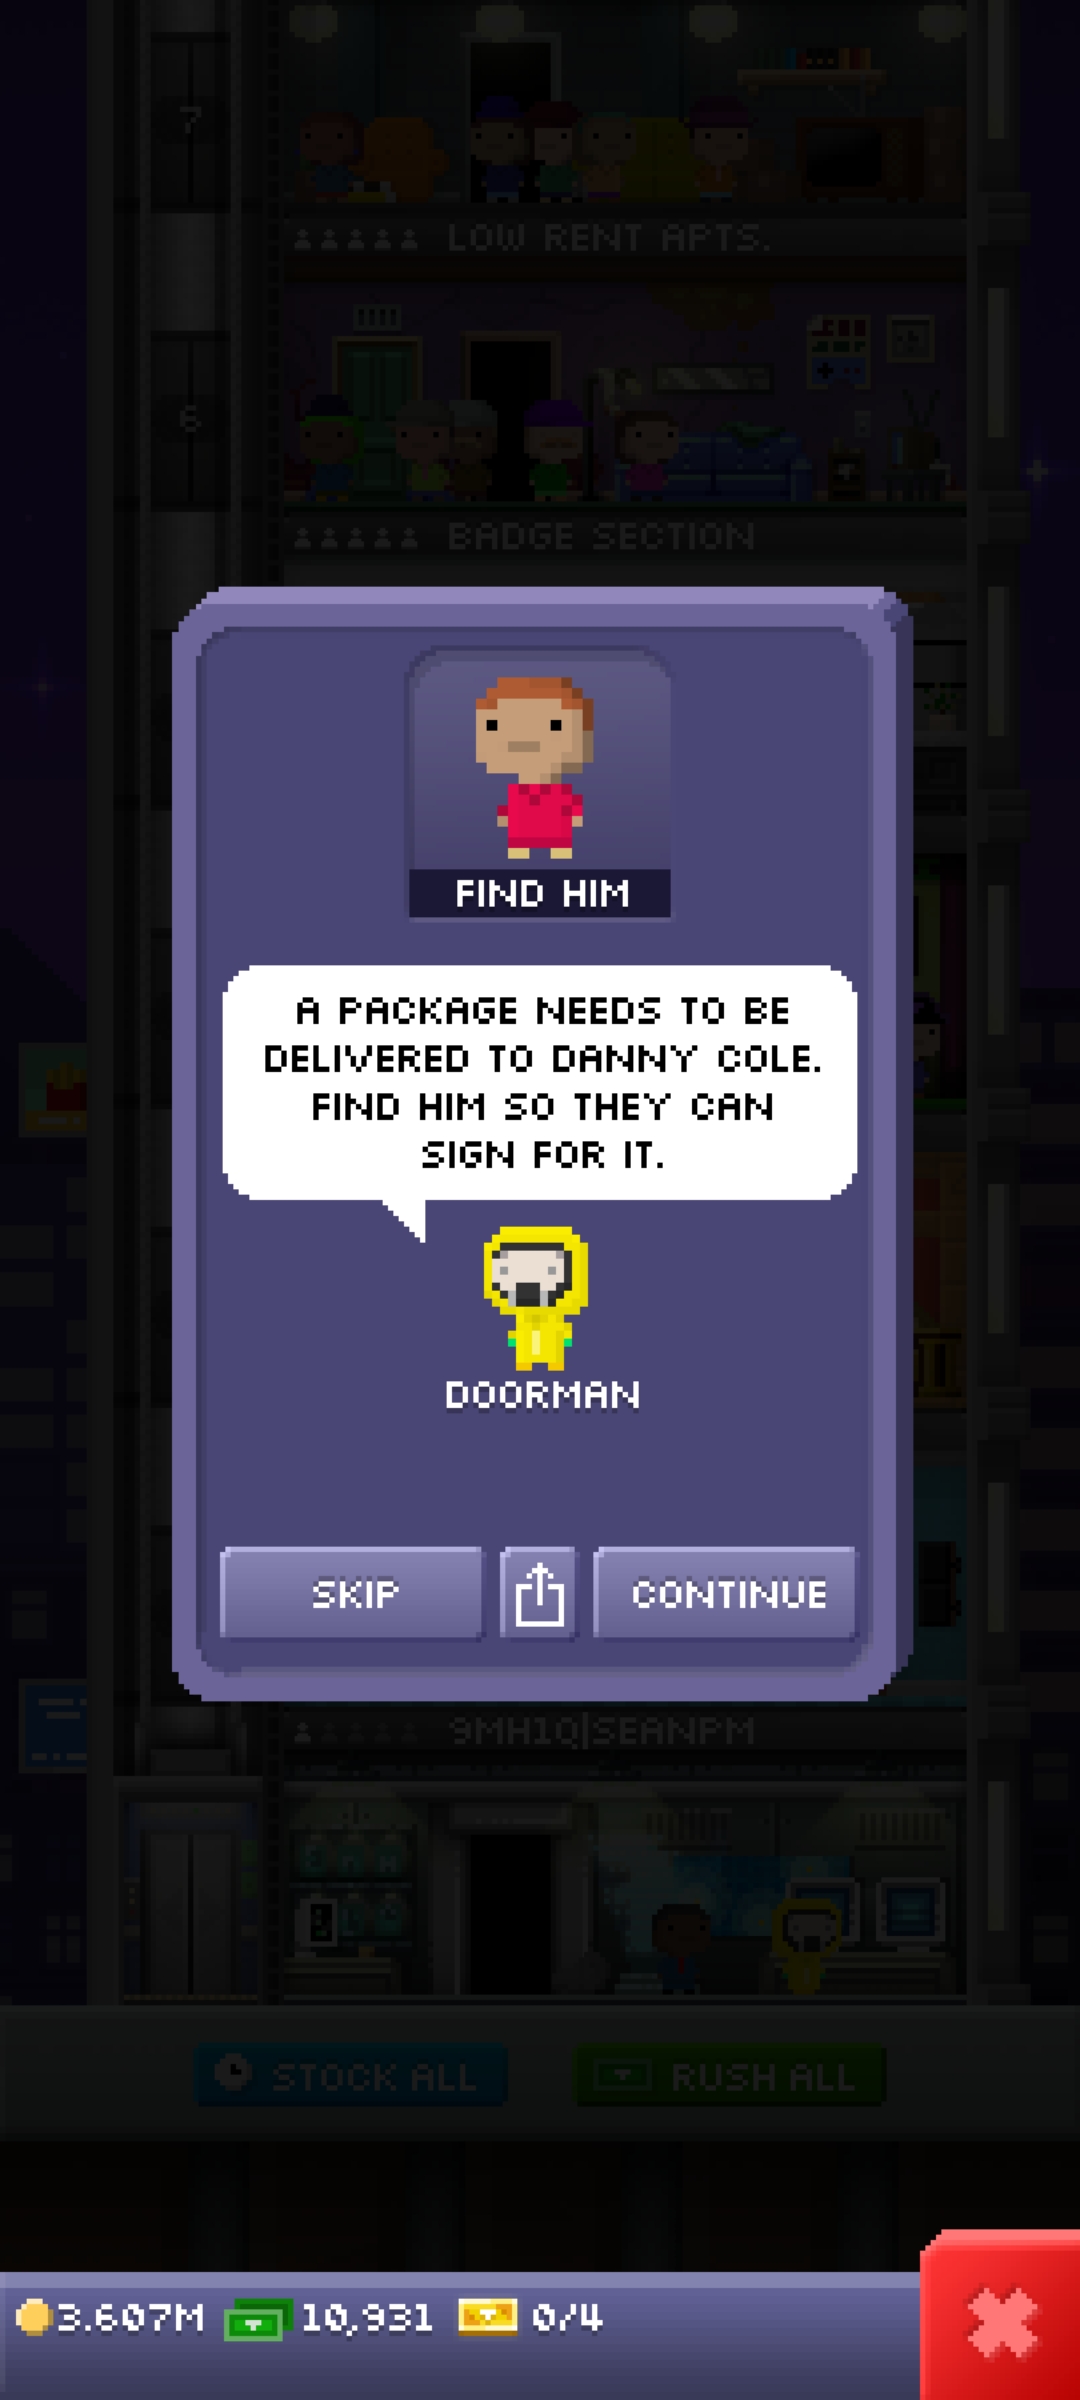 7
LOW RENT APTS.
6
BADGE SECTION
FIND HIM
A PACKAGE NEEDS TO BE
DELIVERED TO DANNY COLE.
FIND HIM SO THEY CAN
SIGN FOR IT.
DOORMAN
SKIP
CONTINUE
9MH1Q|SEANPM
STOCK ALL
RUSH ALL
3.607M
10,931
0/4